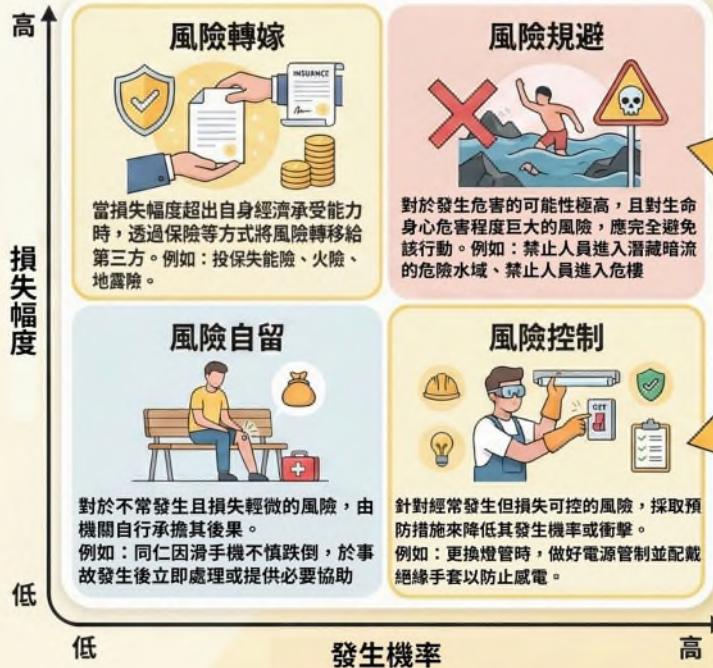 高
風險轉嫁
INSUANCE
當損失幅度超出自身經濟承受能力
時，透過保險等方式將風險轉移給
第三方。例如：投保失能險、火險、
地露險。
風險規避
對於發生危害的可能性極高，且對生命
身心危害程度巨大的風險，應完全避免
該行動。例如：禁止人員進入潛藏暗流
的危險水域、禁止人員進入危樓
損失幅度
風險自留
對於不常發生且損失輕微的風險，由
機關自行承擔其後果。
例如：同仁因滑手機不慎跌倒，於事
故發生後立即處理或提供必要協助
風險控制
針對經常發生但損失可控的風險，採取預
防措施來降低其發生機率或衝擊。
例如：更換燈管時，做好電源管制並配戴
絕緣手套以防止感電。
低
低
發生機率
高